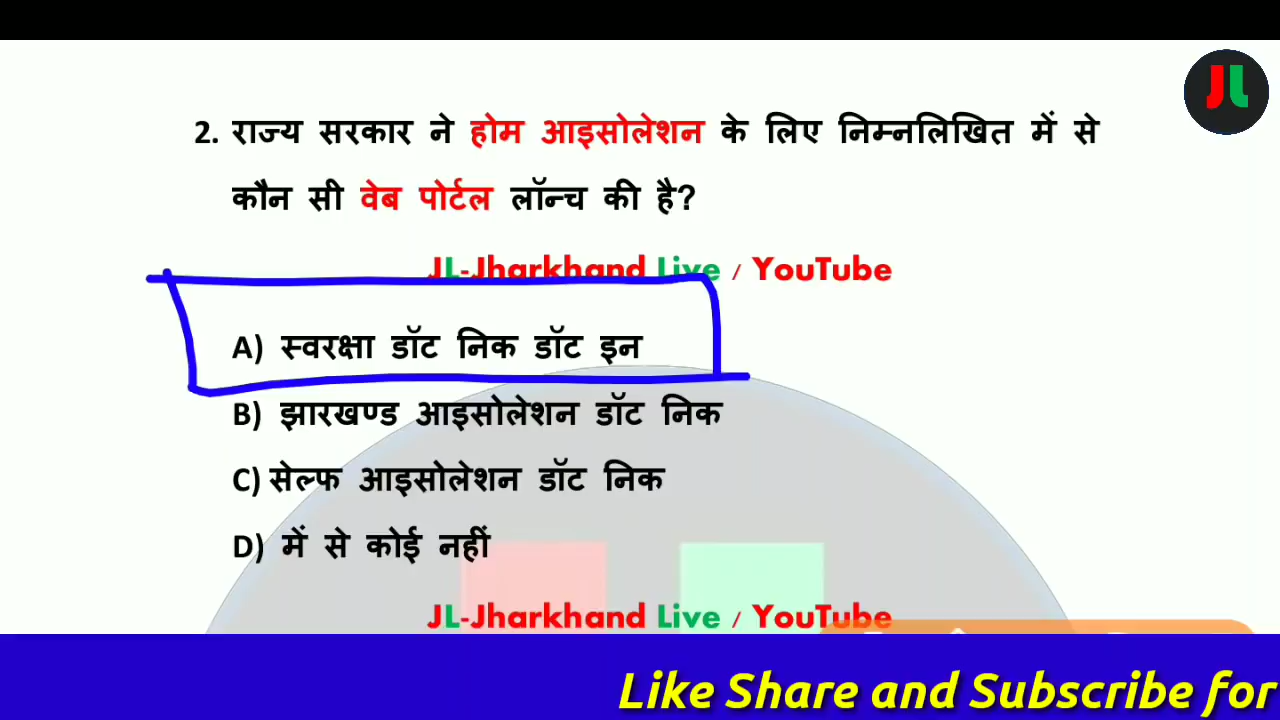 JL
2. राज्य सरकार ने होम आइसोलेशन के लिए निम्नलिखित में से
कौन सी वेब पोर्टल लॉन्च की है?
JL-Jharkhand Live / YouTube
A) स्वरक्षा डॉट निक डॉट इन
B) झारखण्ड आइसोलेशन डॉट निक
C) सेल्फ आइसोलेशन डॉट निक
D) में से कोई नहीं
JL-Jharkhand Live / YouTube
Like Share and Subscribe for